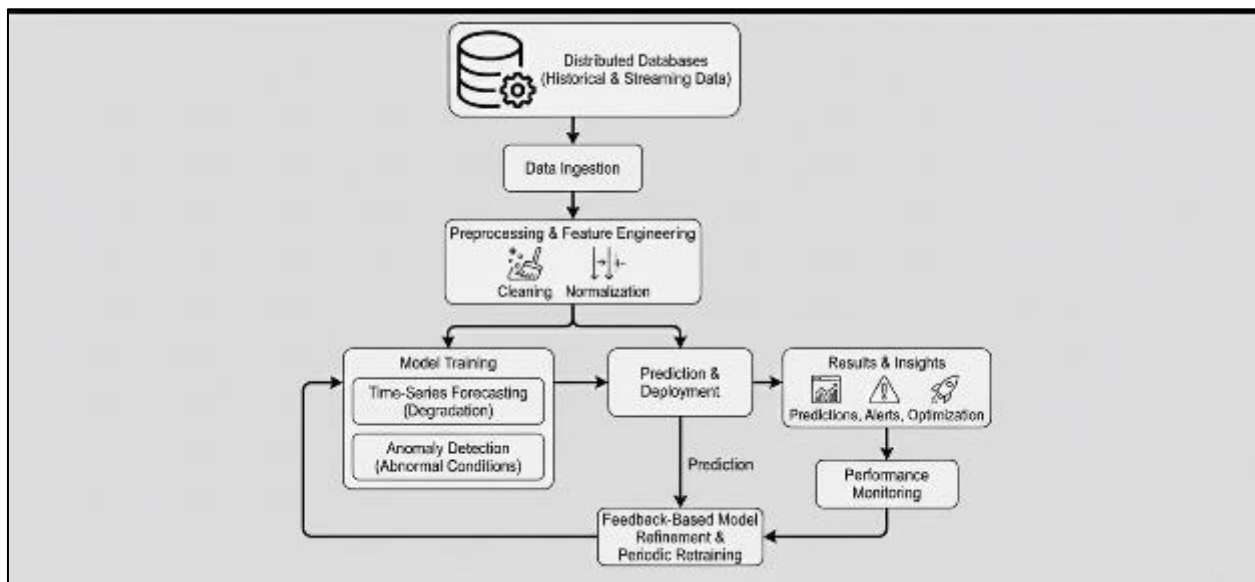 Distributed Databases
(Historical & Streaming Data)
Data Ingestion
Preprocessing & Feature Engineering
Cleaning
Normalization
Model Training
Time-Series Forecasting
(Degradation)
Anomaly Detection
(Abnormal Conditions)
Prediction &
Deployment
Results & Insights
Predictions, Alerts, Optimization
Prediction
Performance
Monitoring
Feedback-Based Model
Refinement &
Periodic Retraining